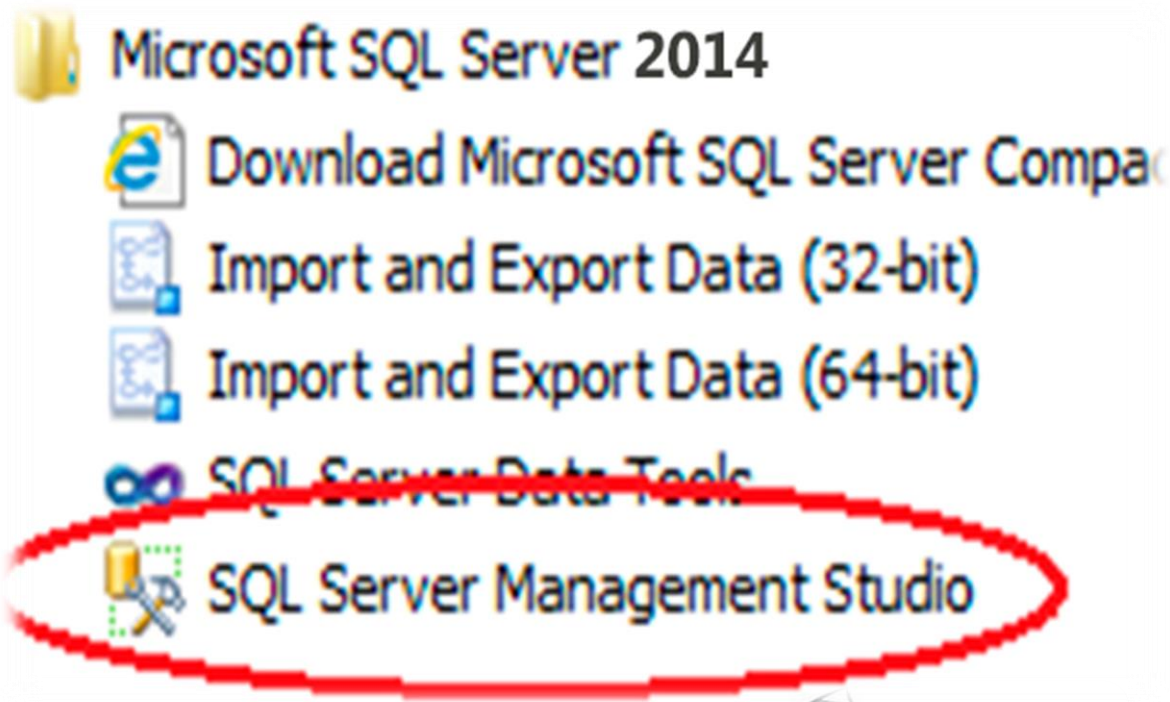 Microsoft SQL Server 2014
Download Microsoft SQL Server Compac
Import and Export Data (32-bit)
Import and Export Data (64-bit)
SQL Server Data Tools
SQL Server Management Studio